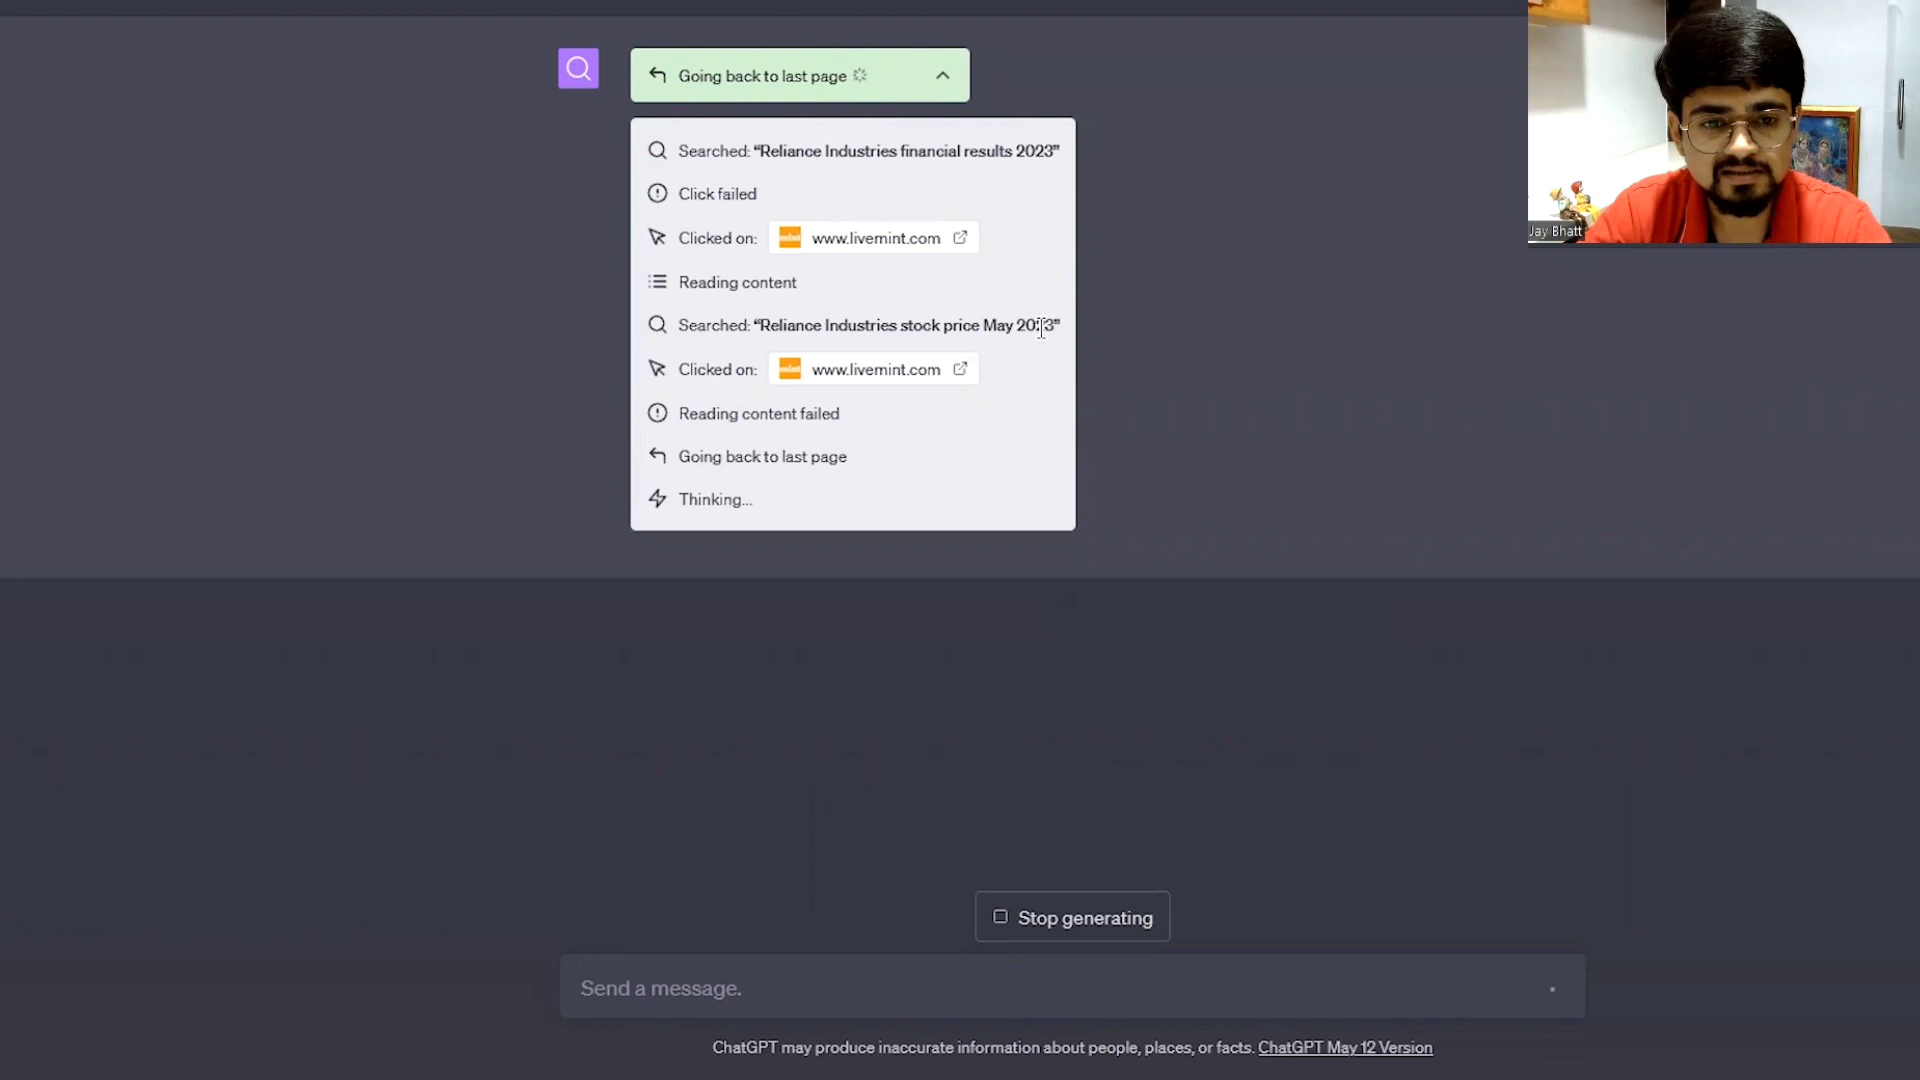 Going back to last page
Searched: “Reliance Industries financial results 2023”
Click failed
Clicked on: mint www.livemint.com
Reading content
Searched: “Reliance Industries stock price May 2023”
Clicked on: mint www.livemint.com
Reading content failed
Going back to last page
Thinking...
Jay Bhatt
Stop generating
Send a message.
ChatGPT may produce inaccurate information about people, places, or facts. ChatGPT May 12 Version